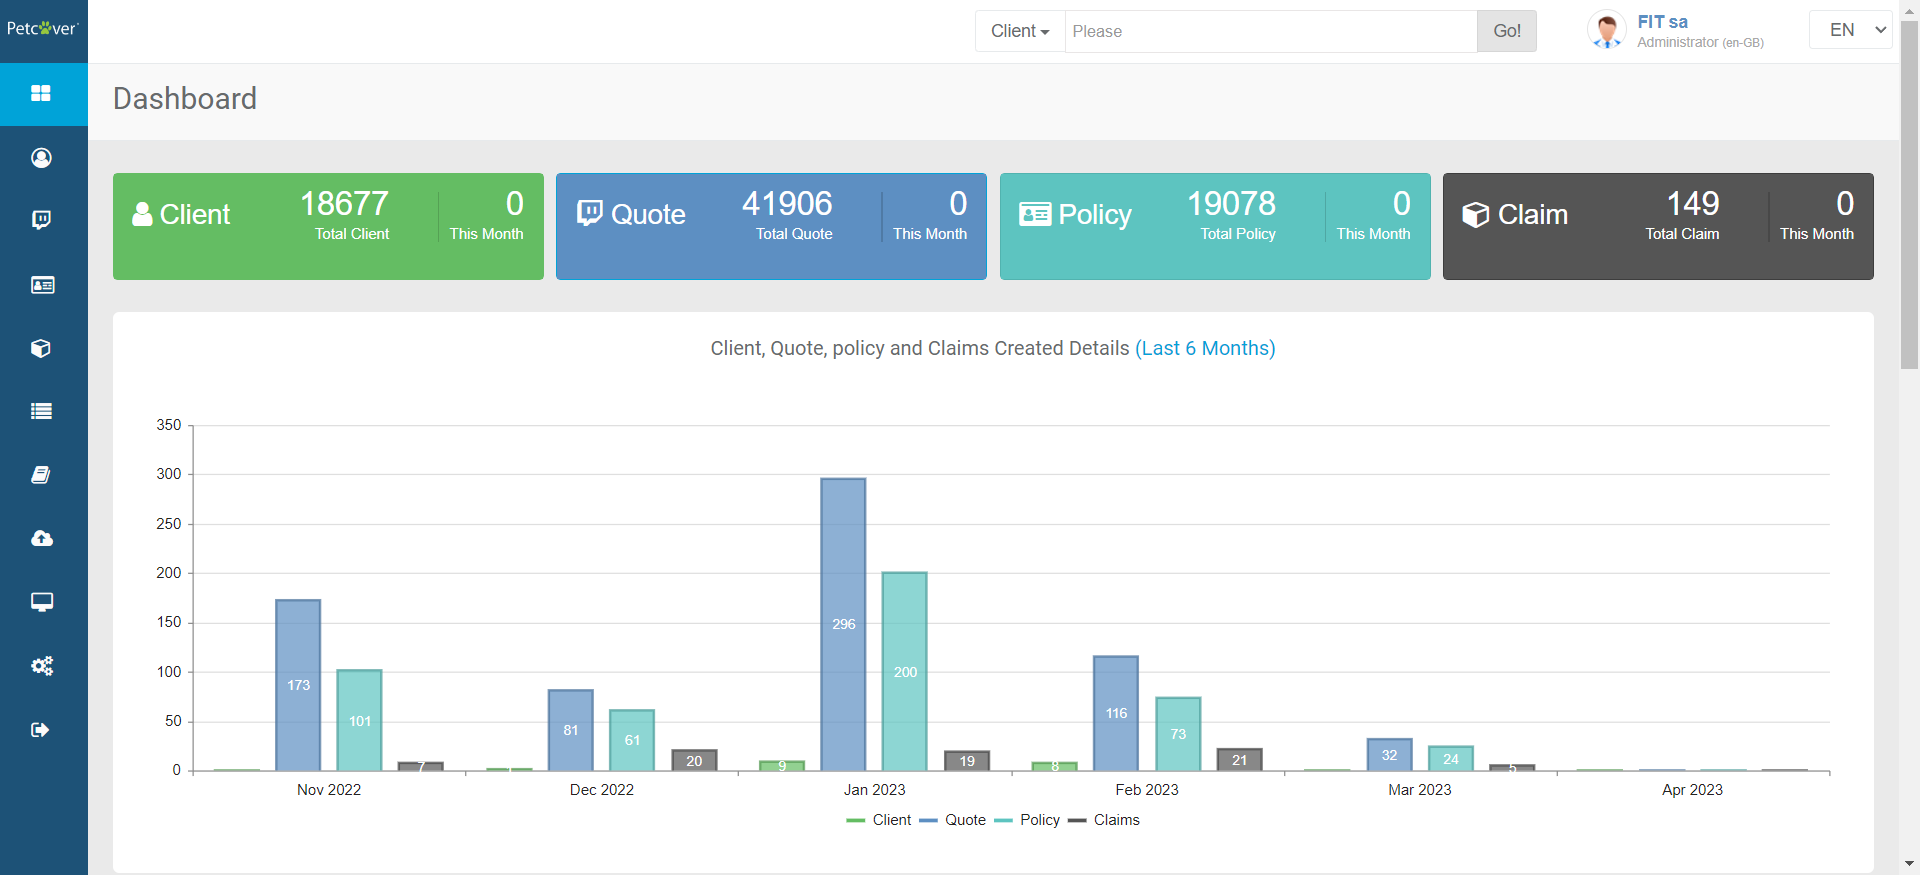 Petcover
Client
Please
Go!
FIT sa
Administrator (en-GB)
EN
Dashboard
Client
18677
Total Client
0
This Month
Quote
41906
Total Quote
0
This Month
Policy
19078
Total Policy
0
This Month
Claim
149
Total Claim
0
This Month
Client, Quote, policy and Claims Created Details (Last 6 Months)
350
300
250
200
150
100
50
0
173
101
7
81
61
20
9
296
200
19
8
116
73
21
32
24
5
Nov 2022
Dec 2022
Jan 2023
Feb 2023
Mar 2023
Apr 2023
Client
Quote
Policy
Claims